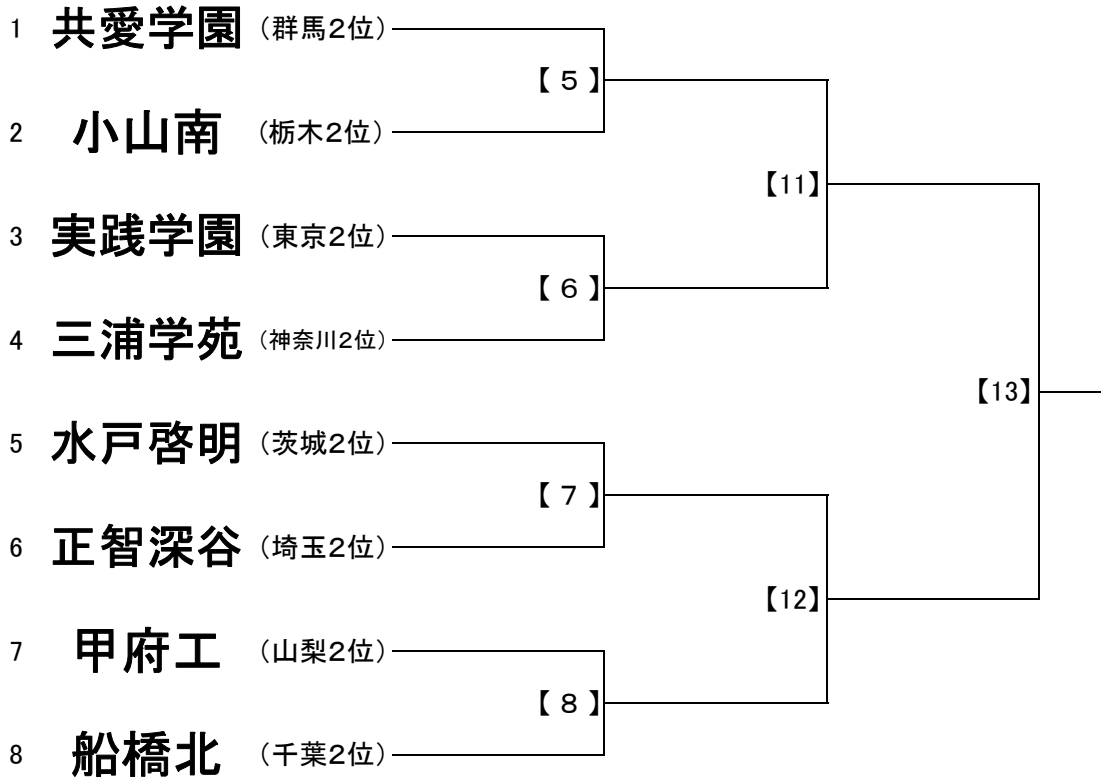 1 共愛学園 （群馬２位）
【 ５ 】
2 小山南 （栃木２位）
【11】
3 実践学園 （東京２位）
【 ６ 】
4 三浦学苑 （神奈川２位）
【13】
5 水戸啓明 （茨城２位）
【 ７ 】
6 正智深谷 （埼玉２位）
【12】
7 甲府工 （山梨２位）
【 ８ 】
8 船橋北 （千葉２位）